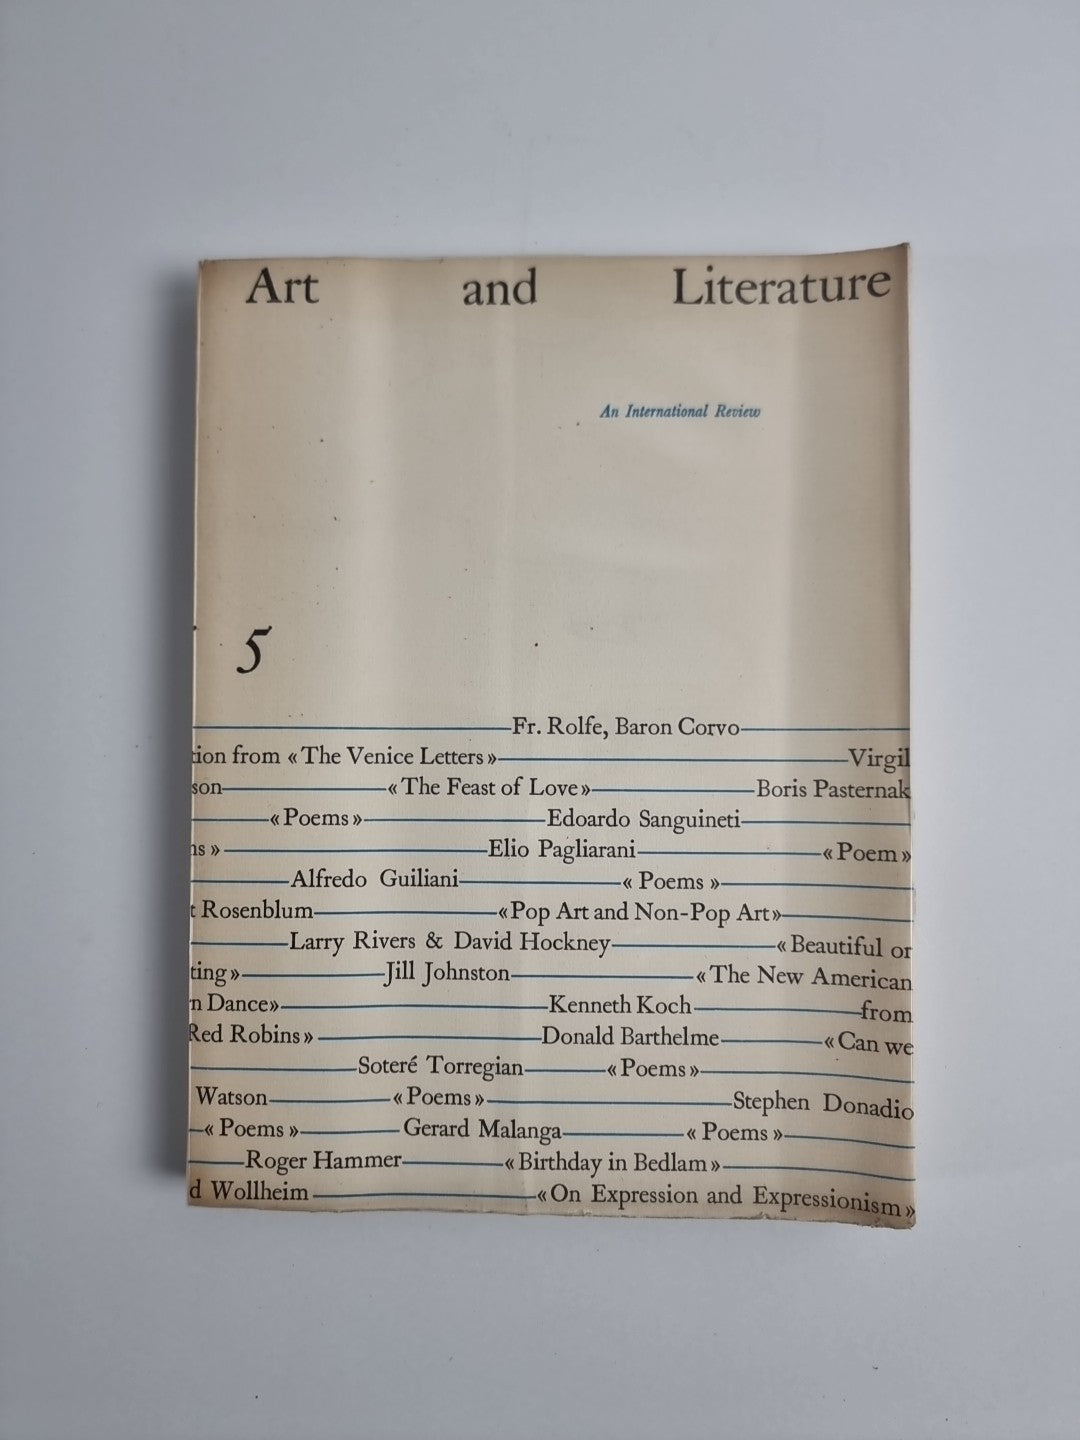 Art and Literature
An International Review
5
Fr. Rolfe, Baron Corvo
tion from «The Venice Letters» Virgil
son «The Feast of Love» Boris Pasternak
«Poems» Edoardo Sanguineti
ns» Elio Pagliarani «Poem»
Alfredo Guiliani «Poems»
t Rosenblum «Pop Art and Non-Pop Art»
Larry Rivers & David Hockney «Beautiful or
ting» Jill Johnston «The New American
n Dance» Kenneth Koch from
Red Robins» Donald Barthelme «Can we
Soteré Torregian «Poems»
Watson «Poems» Stephen Donadio
«Poems» Gerard Malanga «Poems»
Roger Hammer «Birthday in Bedlam»
d Wollheim «On Expression and Expressionism»